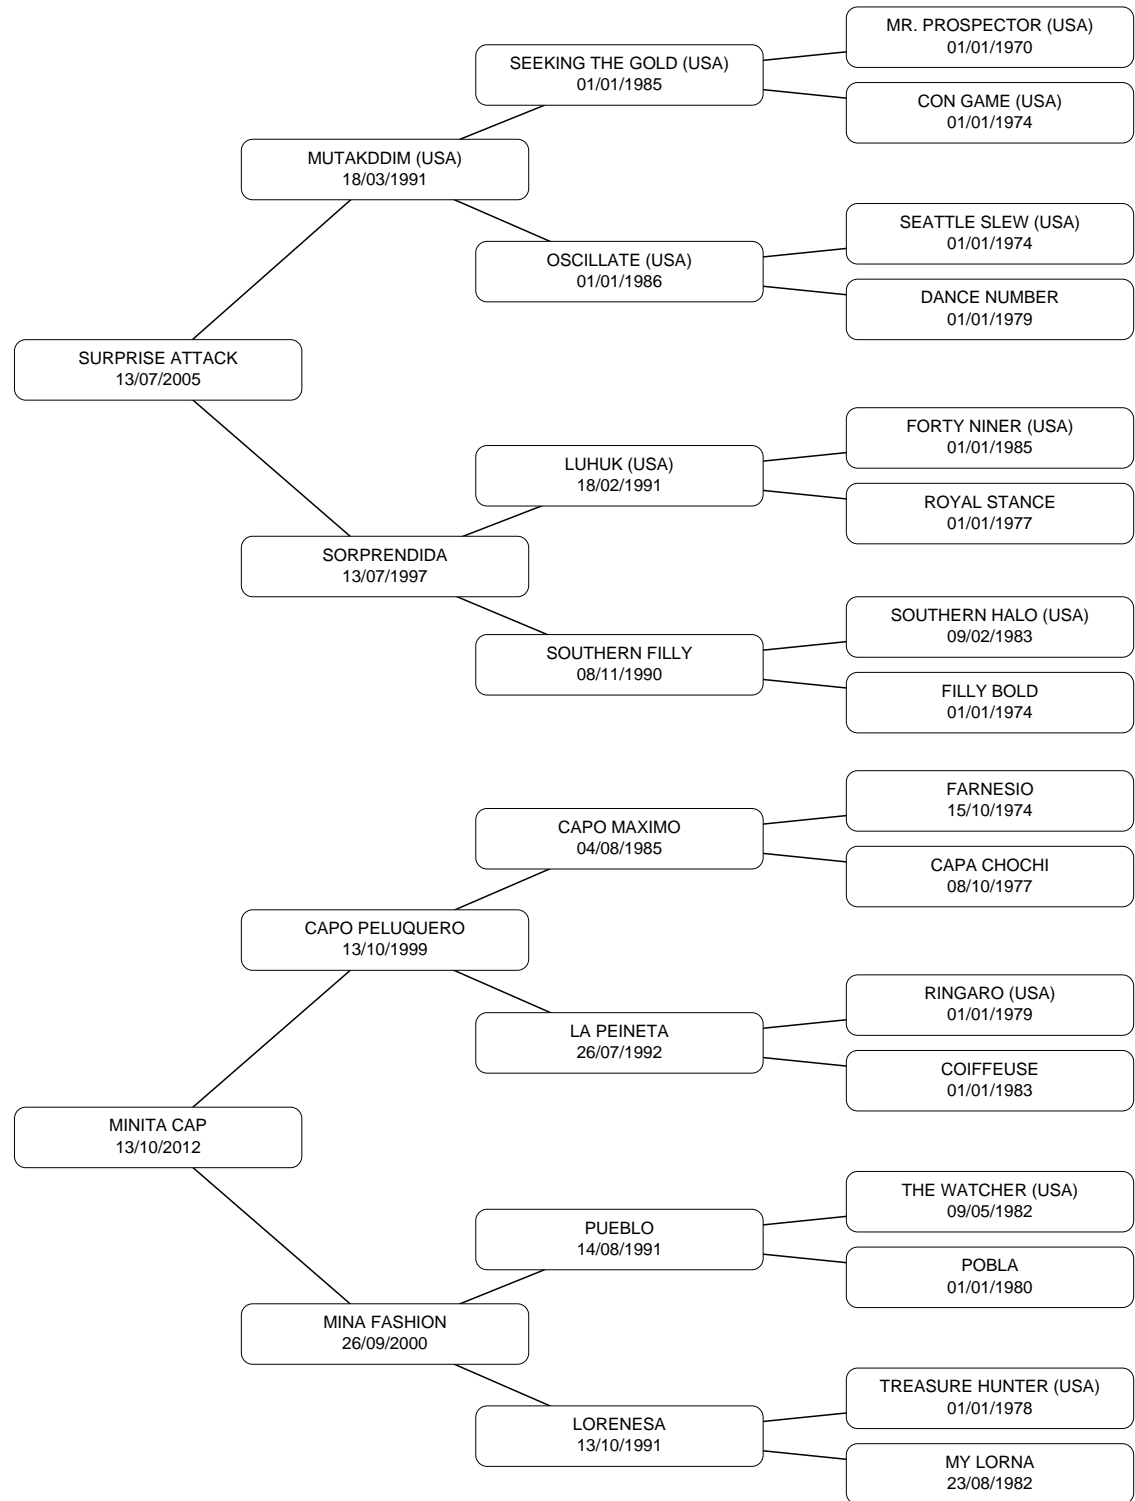 MR. PROSPECTOR (USA)
01/01/1970
SEEKING THE GOLD (USA)
01/01/1985
CON GAME (USA)
01/01/1974
MUTAKDDIM (USA)
18/03/1991
SEATTLE SLEW (USA)
01/01/1974
OSCILLATE (USA)
01/01/1986
DANCE NUMBER
01/01/1979
SURPRISE ATTACK
13/07/2005
FORTY NINER (USA)
01/01/1985
LUHUK (USA)
18/02/1991
ROYAL STANCE
01/01/1977
SORPRENDIDA
13/07/1997
SOUTHERN HALO (USA)
09/02/1983
SOUTHERN FILLY
08/11/1990
FILLY BOLD
01/01/1974
FARNESIO
15/10/1974
CAPO MAXIMO
04/08/1985
CAPA CHOCHI
08/10/1977
CAPO PELUQUERO
13/10/1999
RINGARO (USA)
01/01/1979
LA PEINETA
26/07/1992
COIFFEUSE
01/01/1983
MINITA CAP
13/10/2012
THE WATCHER (USA)
09/05/1982
PUEBLO
14/08/1991
POBLA
01/01/1980
MINA FASHION
26/09/2000
TREASURE HUNTER (USA)
01/01/1978
LORENESA
13/10/1991
MY LORNA
23/08/1982